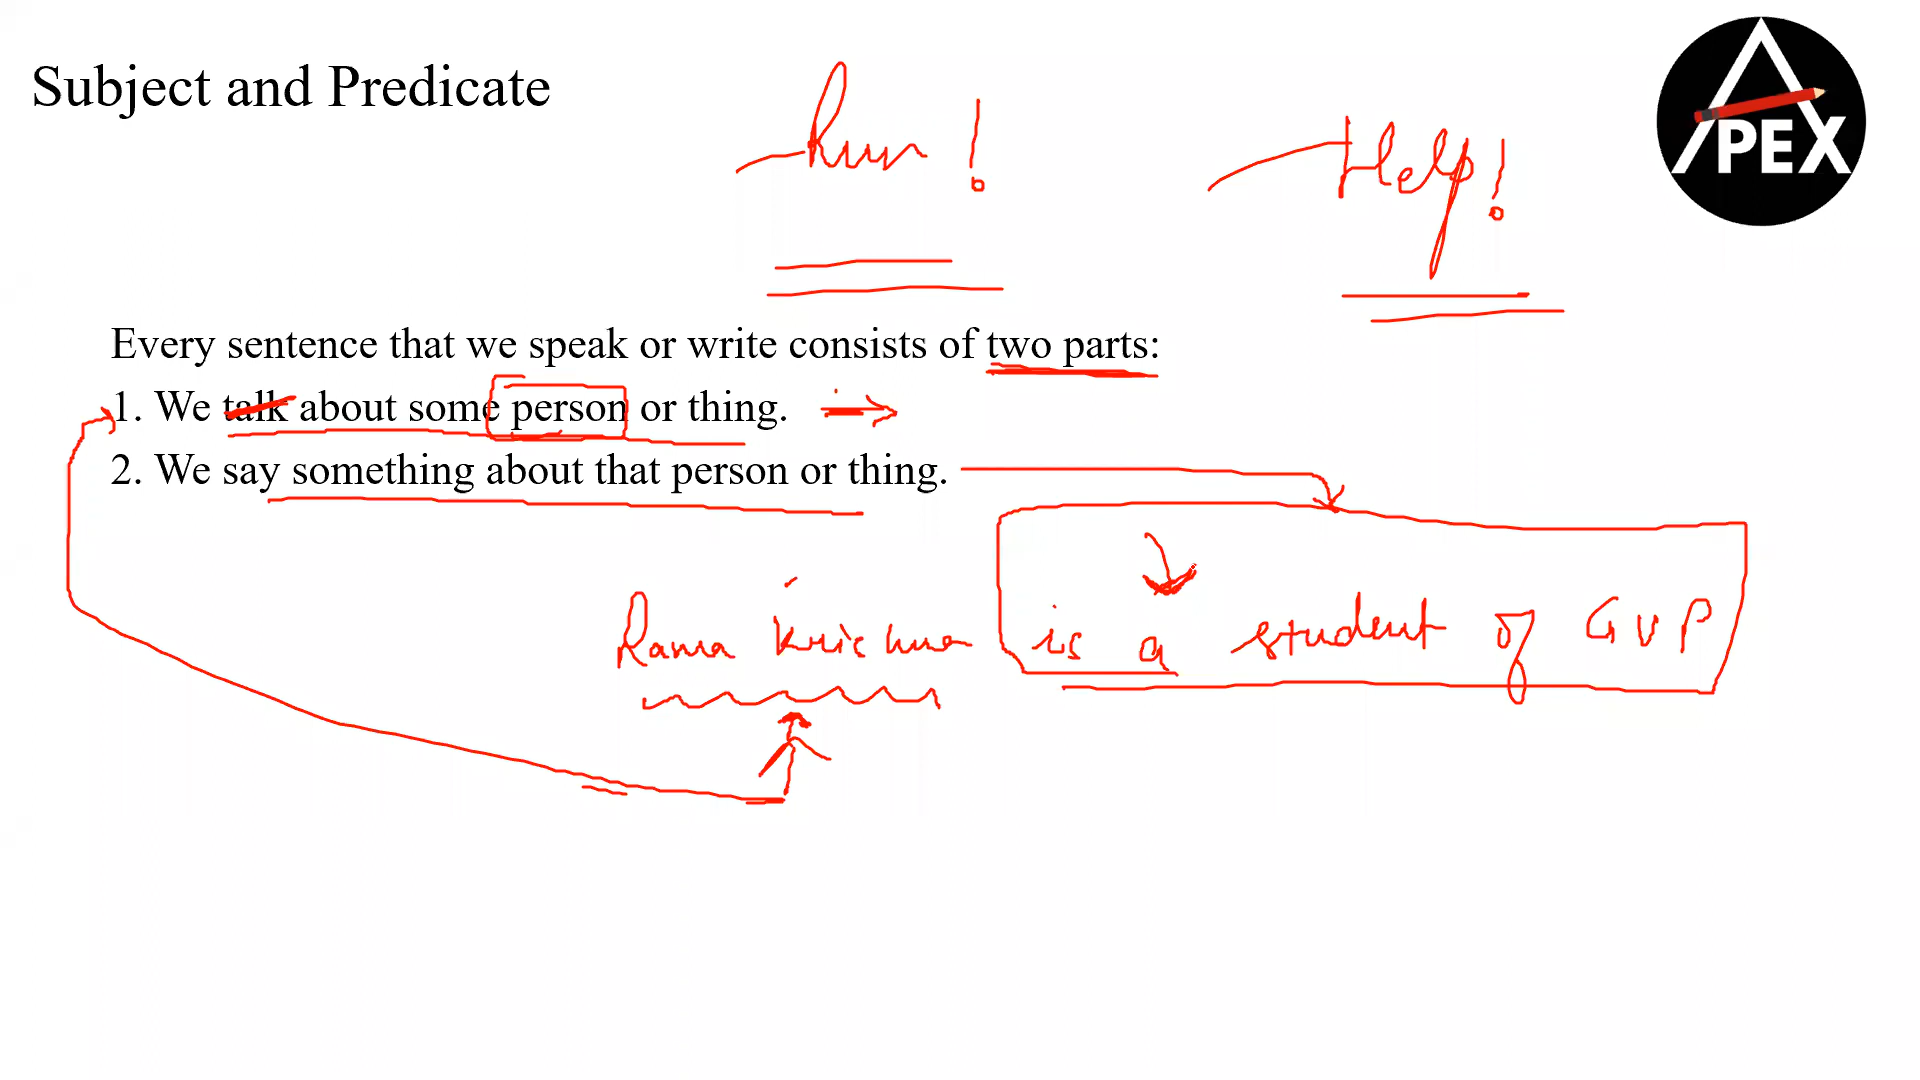 Subject and Predicate
Run!
Help!
APEX
Every sentence that we speak or write consists of two parts:
1. We talk about some person or thing.
2. We say something about that person or thing.
Rama Krishna is a student of GVP